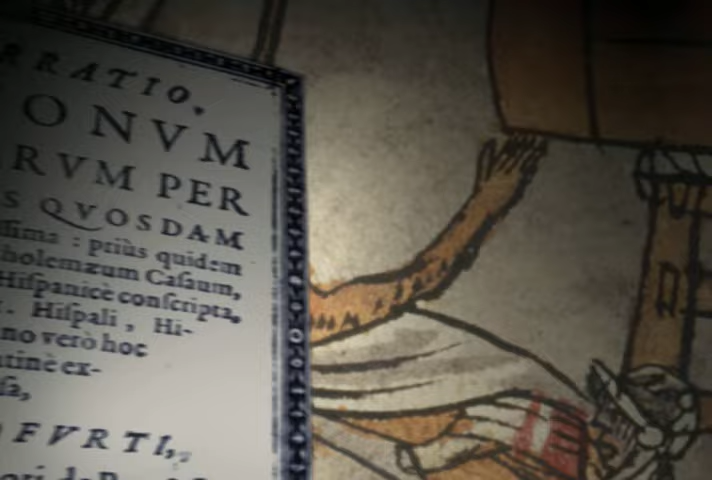 RRATIO,
ONVM
RVM PER
S QVOSDAM
ſſima : priùs quidem
holemæum Caſaum,
Hiſpanicè conſcripta,
. Hiſpali, Hi-
no verò hoc
tinè ex-
ſa,
FVRTI,